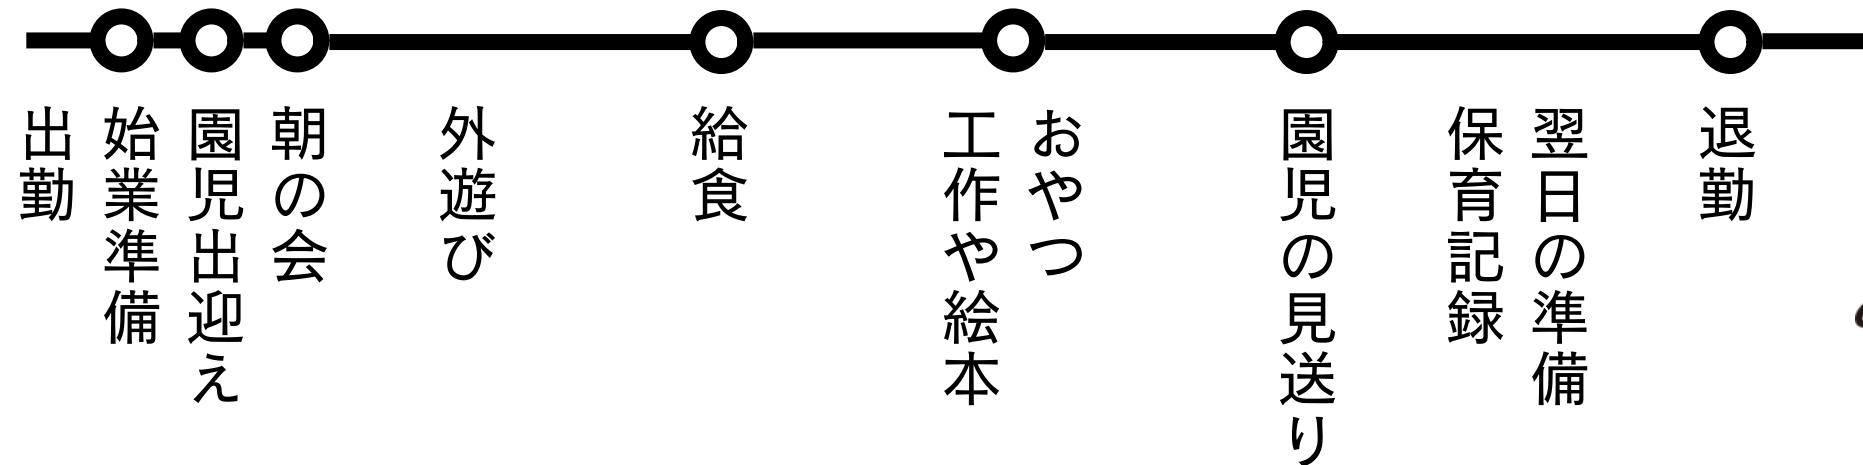 出勤
始業準備
園児出迎え
朝の会
外遊び
給食
おやつ
工作や絵本
園児の見送り
翌日の準備
保育記録
退勤